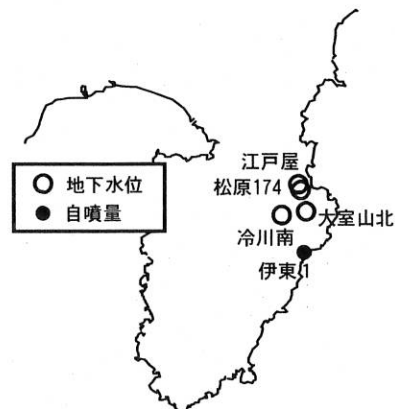 江戸屋
松原174
地下水位
自噴量
大室山北
冷川南
伊東1